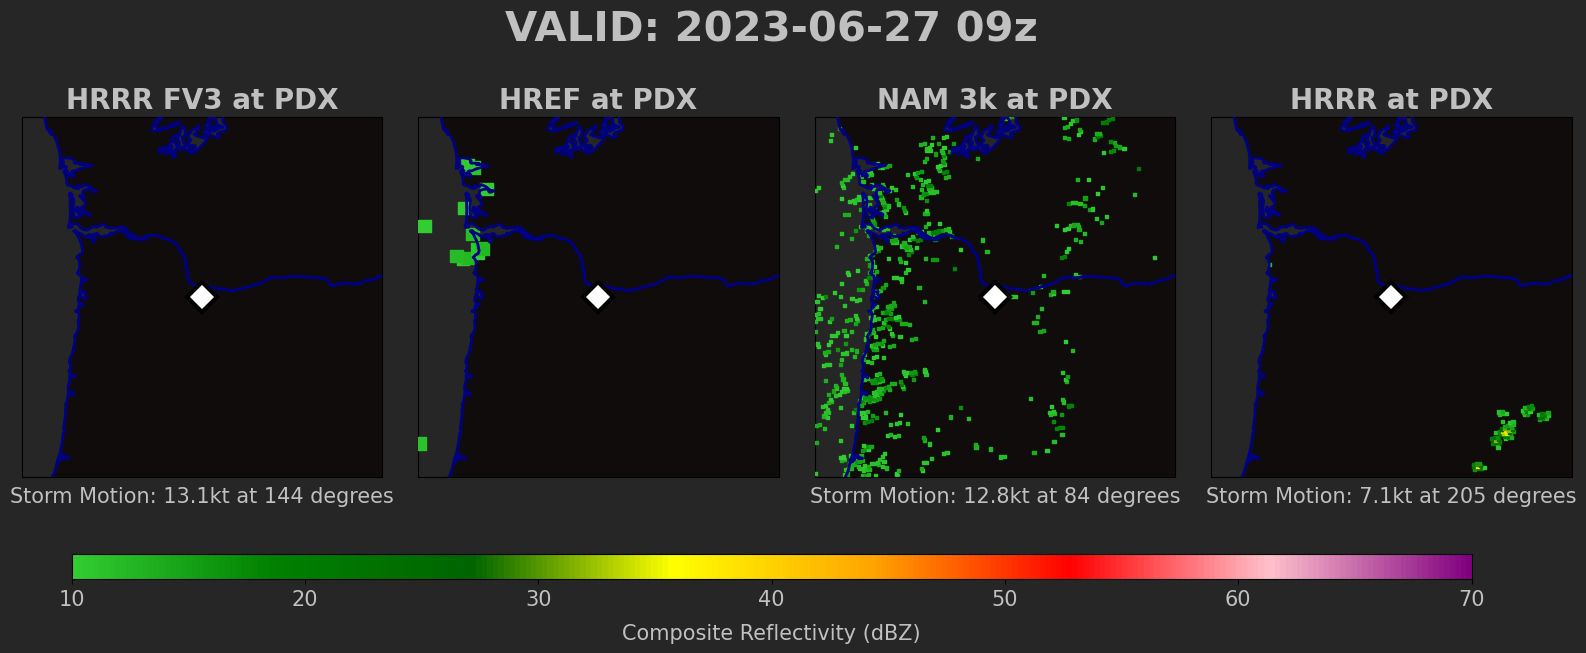 VALID: 2023-06-27 09z
HRRR FV3 at PDX
HREF at PDX
NAM 3k at PDX
HRRR at PDX
Storm Motion: 13.1kt at 144 degrees
Storm Motion: 12.8kt at 84 degrees
Storm Motion: 7.1kt at 205 degrees
10 20 30 40 50 60 70
Composite Reflectivity (dBZ)